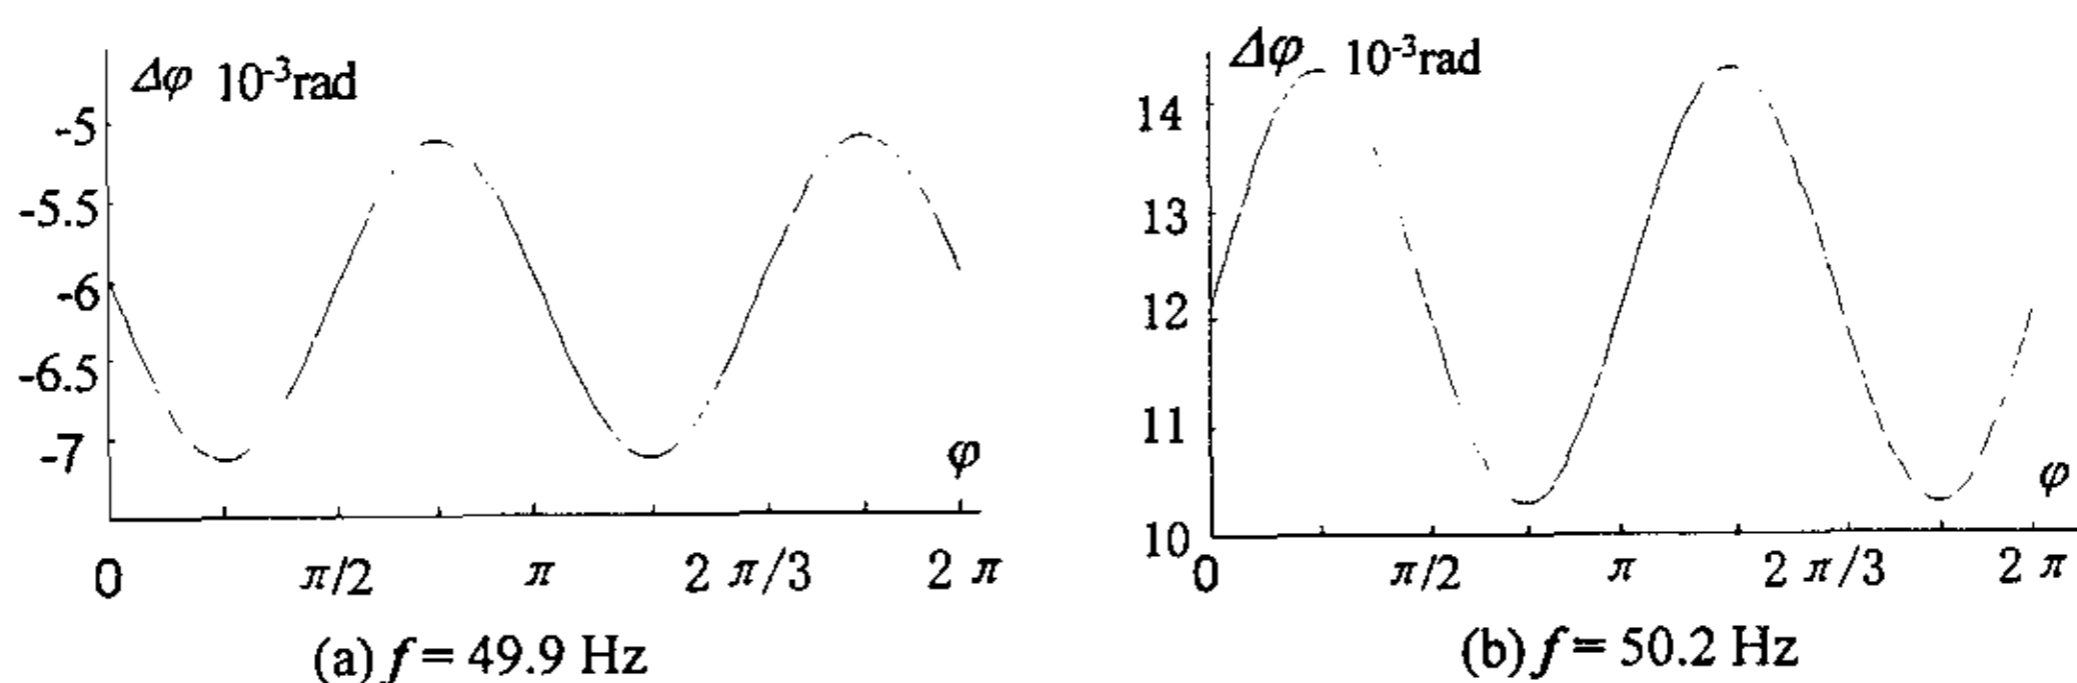 Δφ 10⁻³rad
-5
-5.5
-6
-6.5
-7
φ
0 π/2 π 2 π/3 2 π
(a) f = 49.9 Hz
Δφ 10⁻³rad
14
13
12
11
10
φ
0 π/2 π 2 π/3 2 π
(b) f = 50.2 Hz